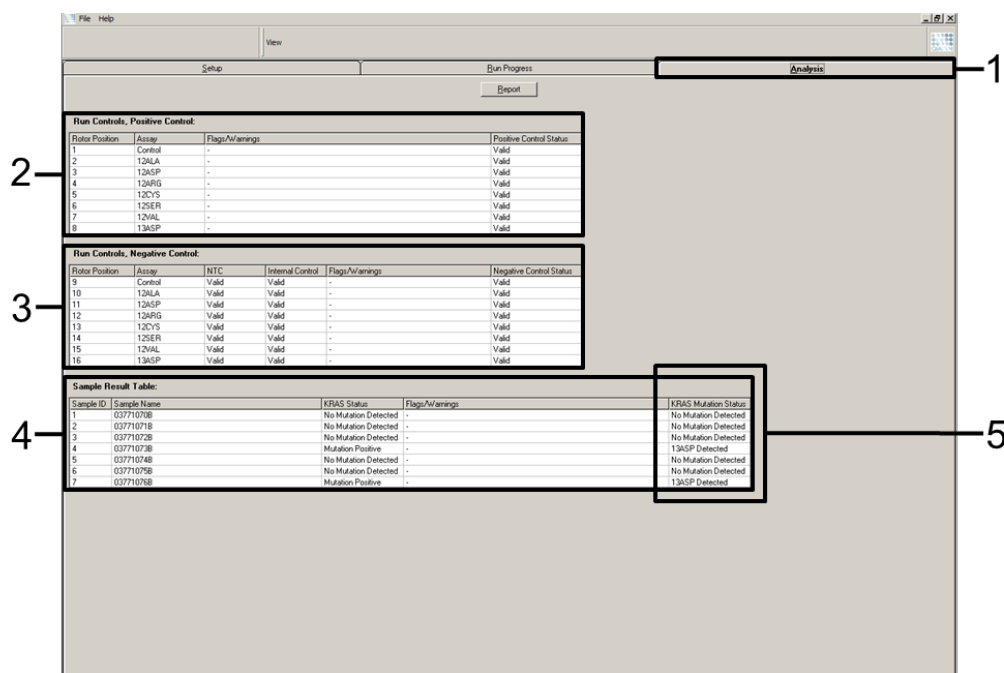 File Help
View
Setup Run Progress Analysis
1
Report
Run Controls, Positive Control:
Rotor Position Assay Flags/Warnings Positive Control Status
1 Control - Valid
2 12ALA - Valid
2
3 12ASP - Valid
4 12ARG - Valid
5 12CYS - Valid
6 12SER - Valid
7 12VAL - Valid
8 13ASP - Valid
Run Controls, Negative Control:
Rotor Position Assay NTC Internal Control Flags/Warnings Negative Control Status
9 Control Valid Valid -
10 12ALA Valid Valid - Valid
11 12ASP Valid Valid - Valid
3
12 12ARG Valid Valid - Valid
13 12CYS Valid Valid - Valid
14 12SER Valid Valid - Valid
15 12VAL Valid Valid - Valid
16 13ASP Valid Valid - Valid
Sample Result Table:
Sample ID Sample Name KRAS Status Flags/Warnings KRAS Mutation Status
1 03771070B No Mutation Detected - No Mutation Detected
2 03771071B No Mutation Detected - No Mutation Detected
4
3 03771072B No Mutation Detected - No Mutation Detected
5
4 03771073B Mutation Positive - 13ASP Detected
5 03771074B No Mutation Detected - No Mutation Detected
6 03771075B No Mutation Detected - No Mutation Detected
7 03771076B Mutation Positive - 13ASP Detected